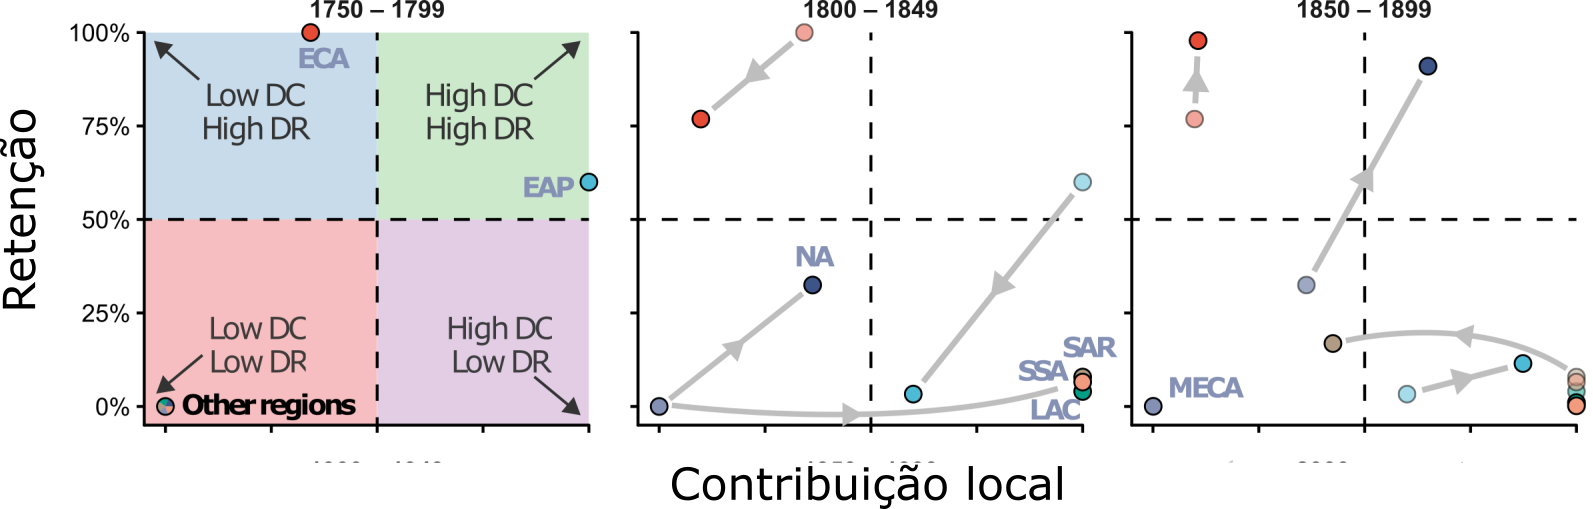 1750 – 1799
1800 – 1849
1850 – 1899
Retenção
100%
75%
50%
25%
0%
ECA
Low DC
High DR
High DC
High DR
EAP
Low DC
Low DR
High DC
Low DR
Other regions
NA
SAR
SSA
LAC
MECA
Contribuição local